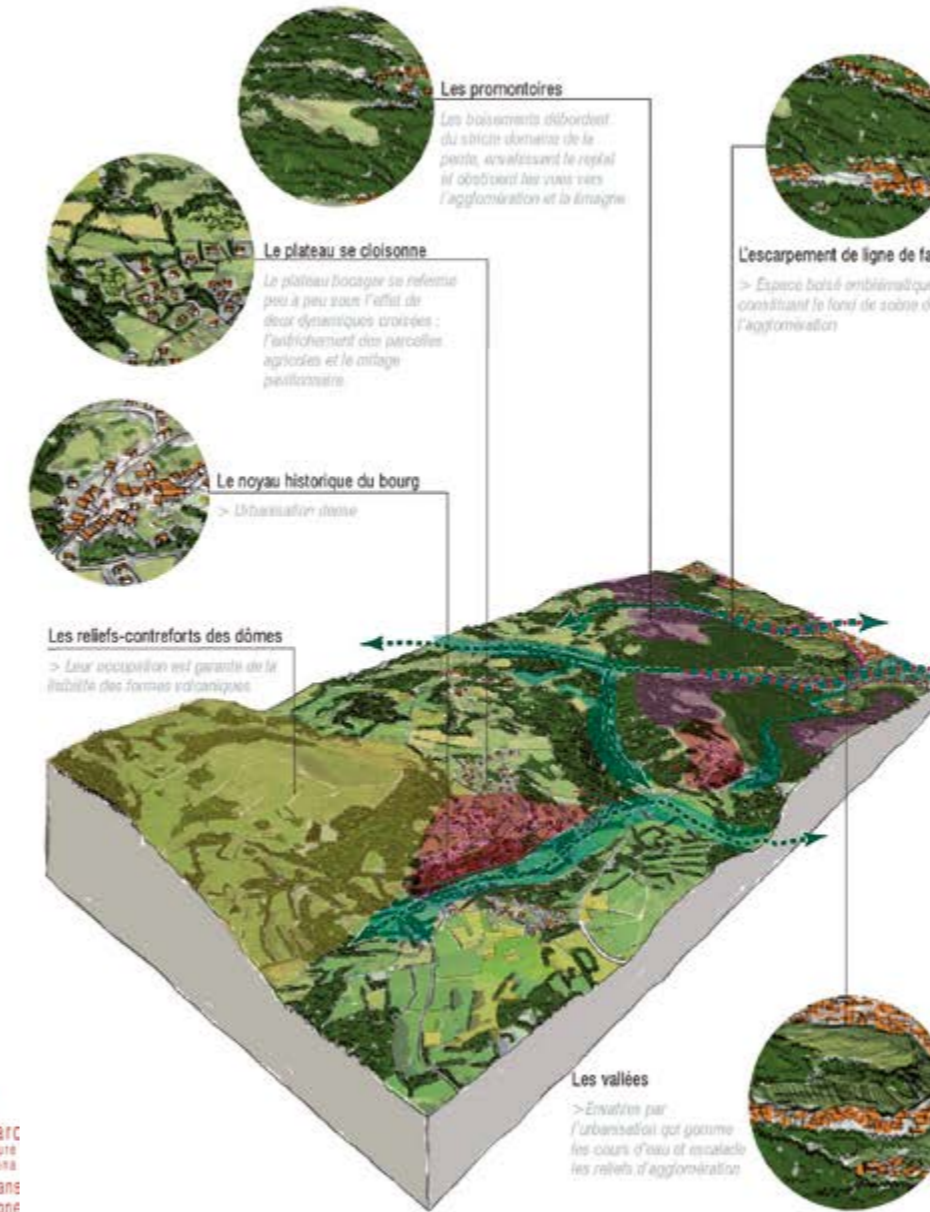 Les promontoires
Les boisements débordent
du stricte domaine de la
pente, envahissent le replat
et obstruent les vues vers
l'agglomération et la limagne
L'escarpement de ligne de fa
> Espace boisé emblématique
constituant le fond de scène d
l'agglomération
Le plateau se cloisonne
Le plateau bocager se referme
peu à peu sous l'effet de
deux dynamiques croisées :
l'enfrichement des parcelles
agricoles et le mitage
pavillonnaire.
Le noyau historique du bourg
> Urbanisation dense
Les reliefs-contreforts des dômes
> Leur occupation est garante de la
lisibilité des formes volcaniques
Les vallées
>Envahies par
l'urbanisation qui gomme
les cours d'eau et escalade
les reliefs d'agglomération
arc